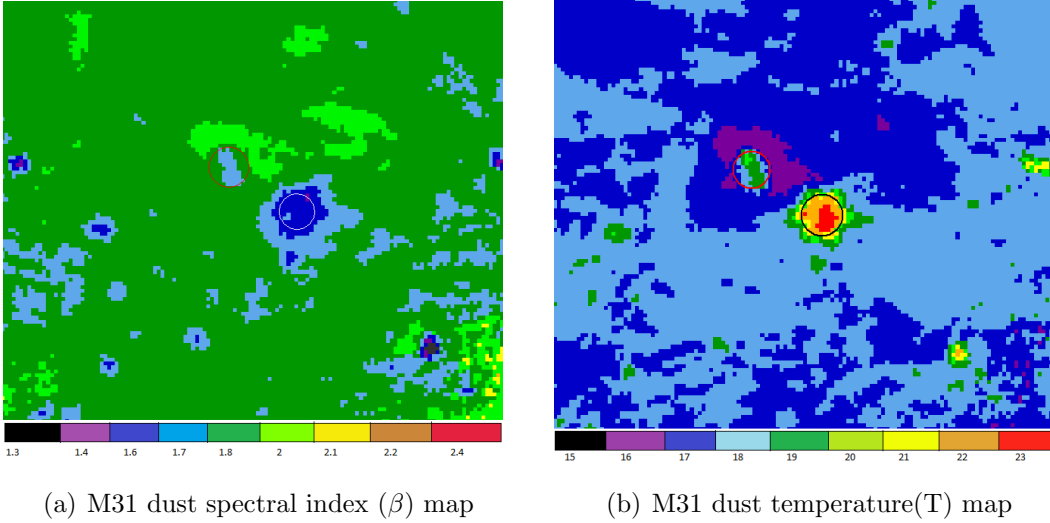 1.3 1.4 1.6 1.7 1.8 2 2.1 2.2 2.4
15 16 17 18 19 20 21 22 23
(a) M31 dust spectral index (β) map
(b) M31 dust temperature(T) map